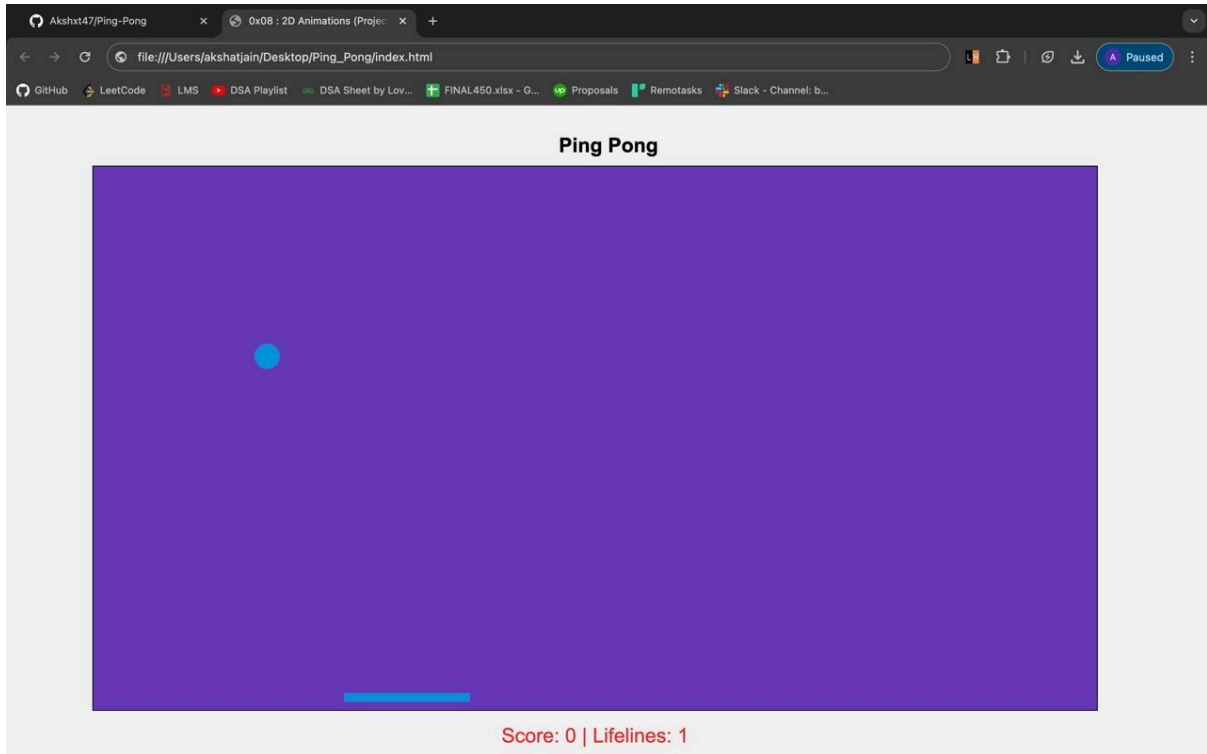 Akshxt47/Ping-Pong
0x08 : 2D Animations (Projec
file:///Users/akshatjain/Desktop/Ping_Pong/index.html
A Paused
GitHub LeetCode LMS DSA Playlist DSA Sheet by Lov... FINAL450.xlsx - G... Proposals Remotasks Slack - Channel: b...
Ping Pong
Score: 0 | Lifelines: 1